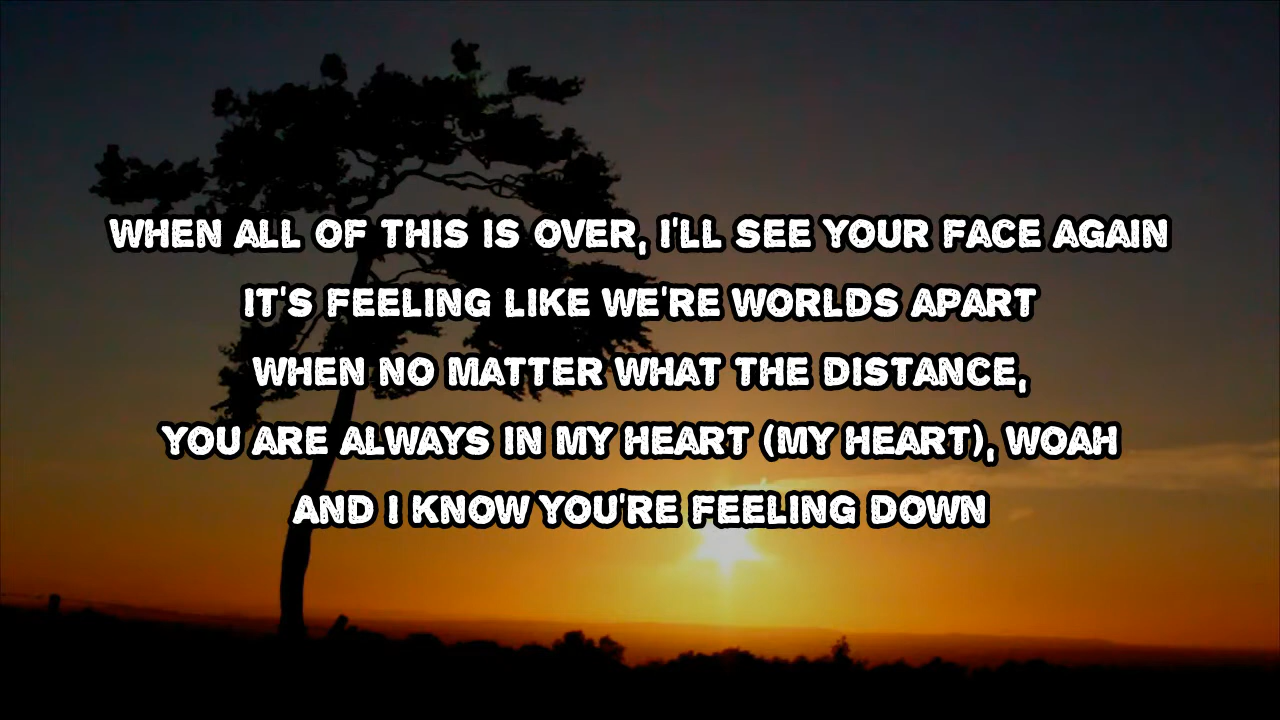 WHEN ALL OF THIS IS OVER, I'LL SEE YOUR FACE AGAIN
IT'S FEELING LIKE WE'RE WORLDS APART
WHEN NO MATTER WHAT THE DISTANCE,
YOU ARE ALWAYS IN MY HEART (MY HEART), WOAH
AND I KNOW YOU'RE FEELING DOWN